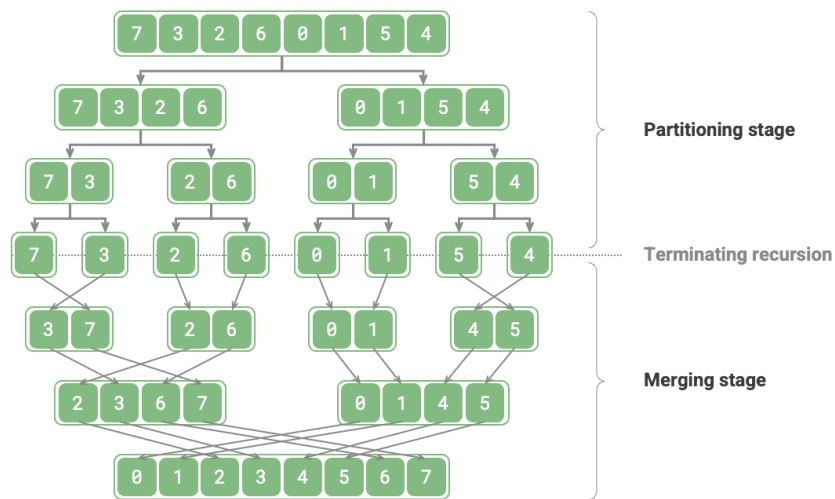 7 3 2 6 0 1 5 4
7 3 2 6 0 1 5 4
Partitioning stage
7 3 2 6 0 1 5 4
7 3 2 6 0 1 5 4
Terminating recursion
3 7 2 6 0 1 4 5
Merging stage
2 3 6 7 0 1 4 5
0 1 2 3 4 5 6 7